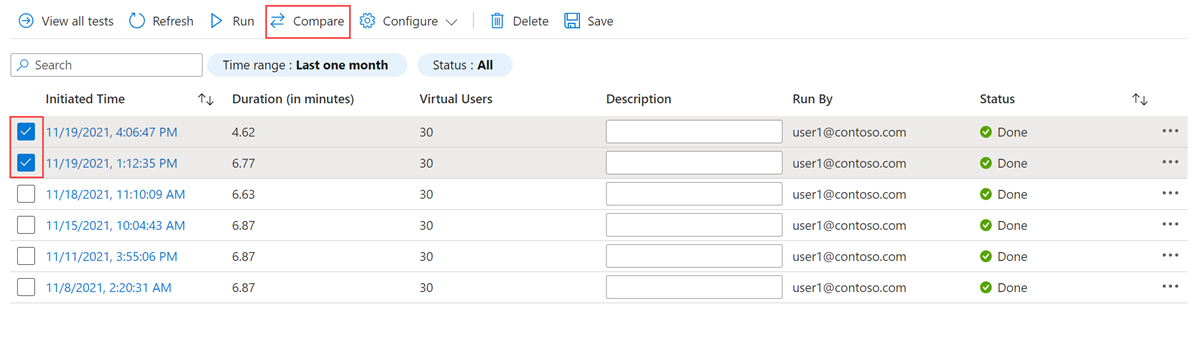 View all tests Refresh Run Compare Configure Delete Save
Search Time range : Last one month Status : All
Initiated Time Duration (in minutes) Virtual Users Description Run By Status
11/19/2021, 4:06:47 PM 4.62 30 user1@contoso.com Done
11/19/2021, 1:12:35 PM 6.77 30 user1@contoso.com Done
11/18/2021, 11:10:09 AM 6.63 30 user1@contoso.com Done
11/15/2021, 10:04:43 AM 6.87 30 user1@contoso.com Done
11/11/2021, 3:55:06 PM 6.87 30 user1@contoso.com Done
11/8/2021, 2:20:31 AM 6.87 30 user1@contoso.com Done